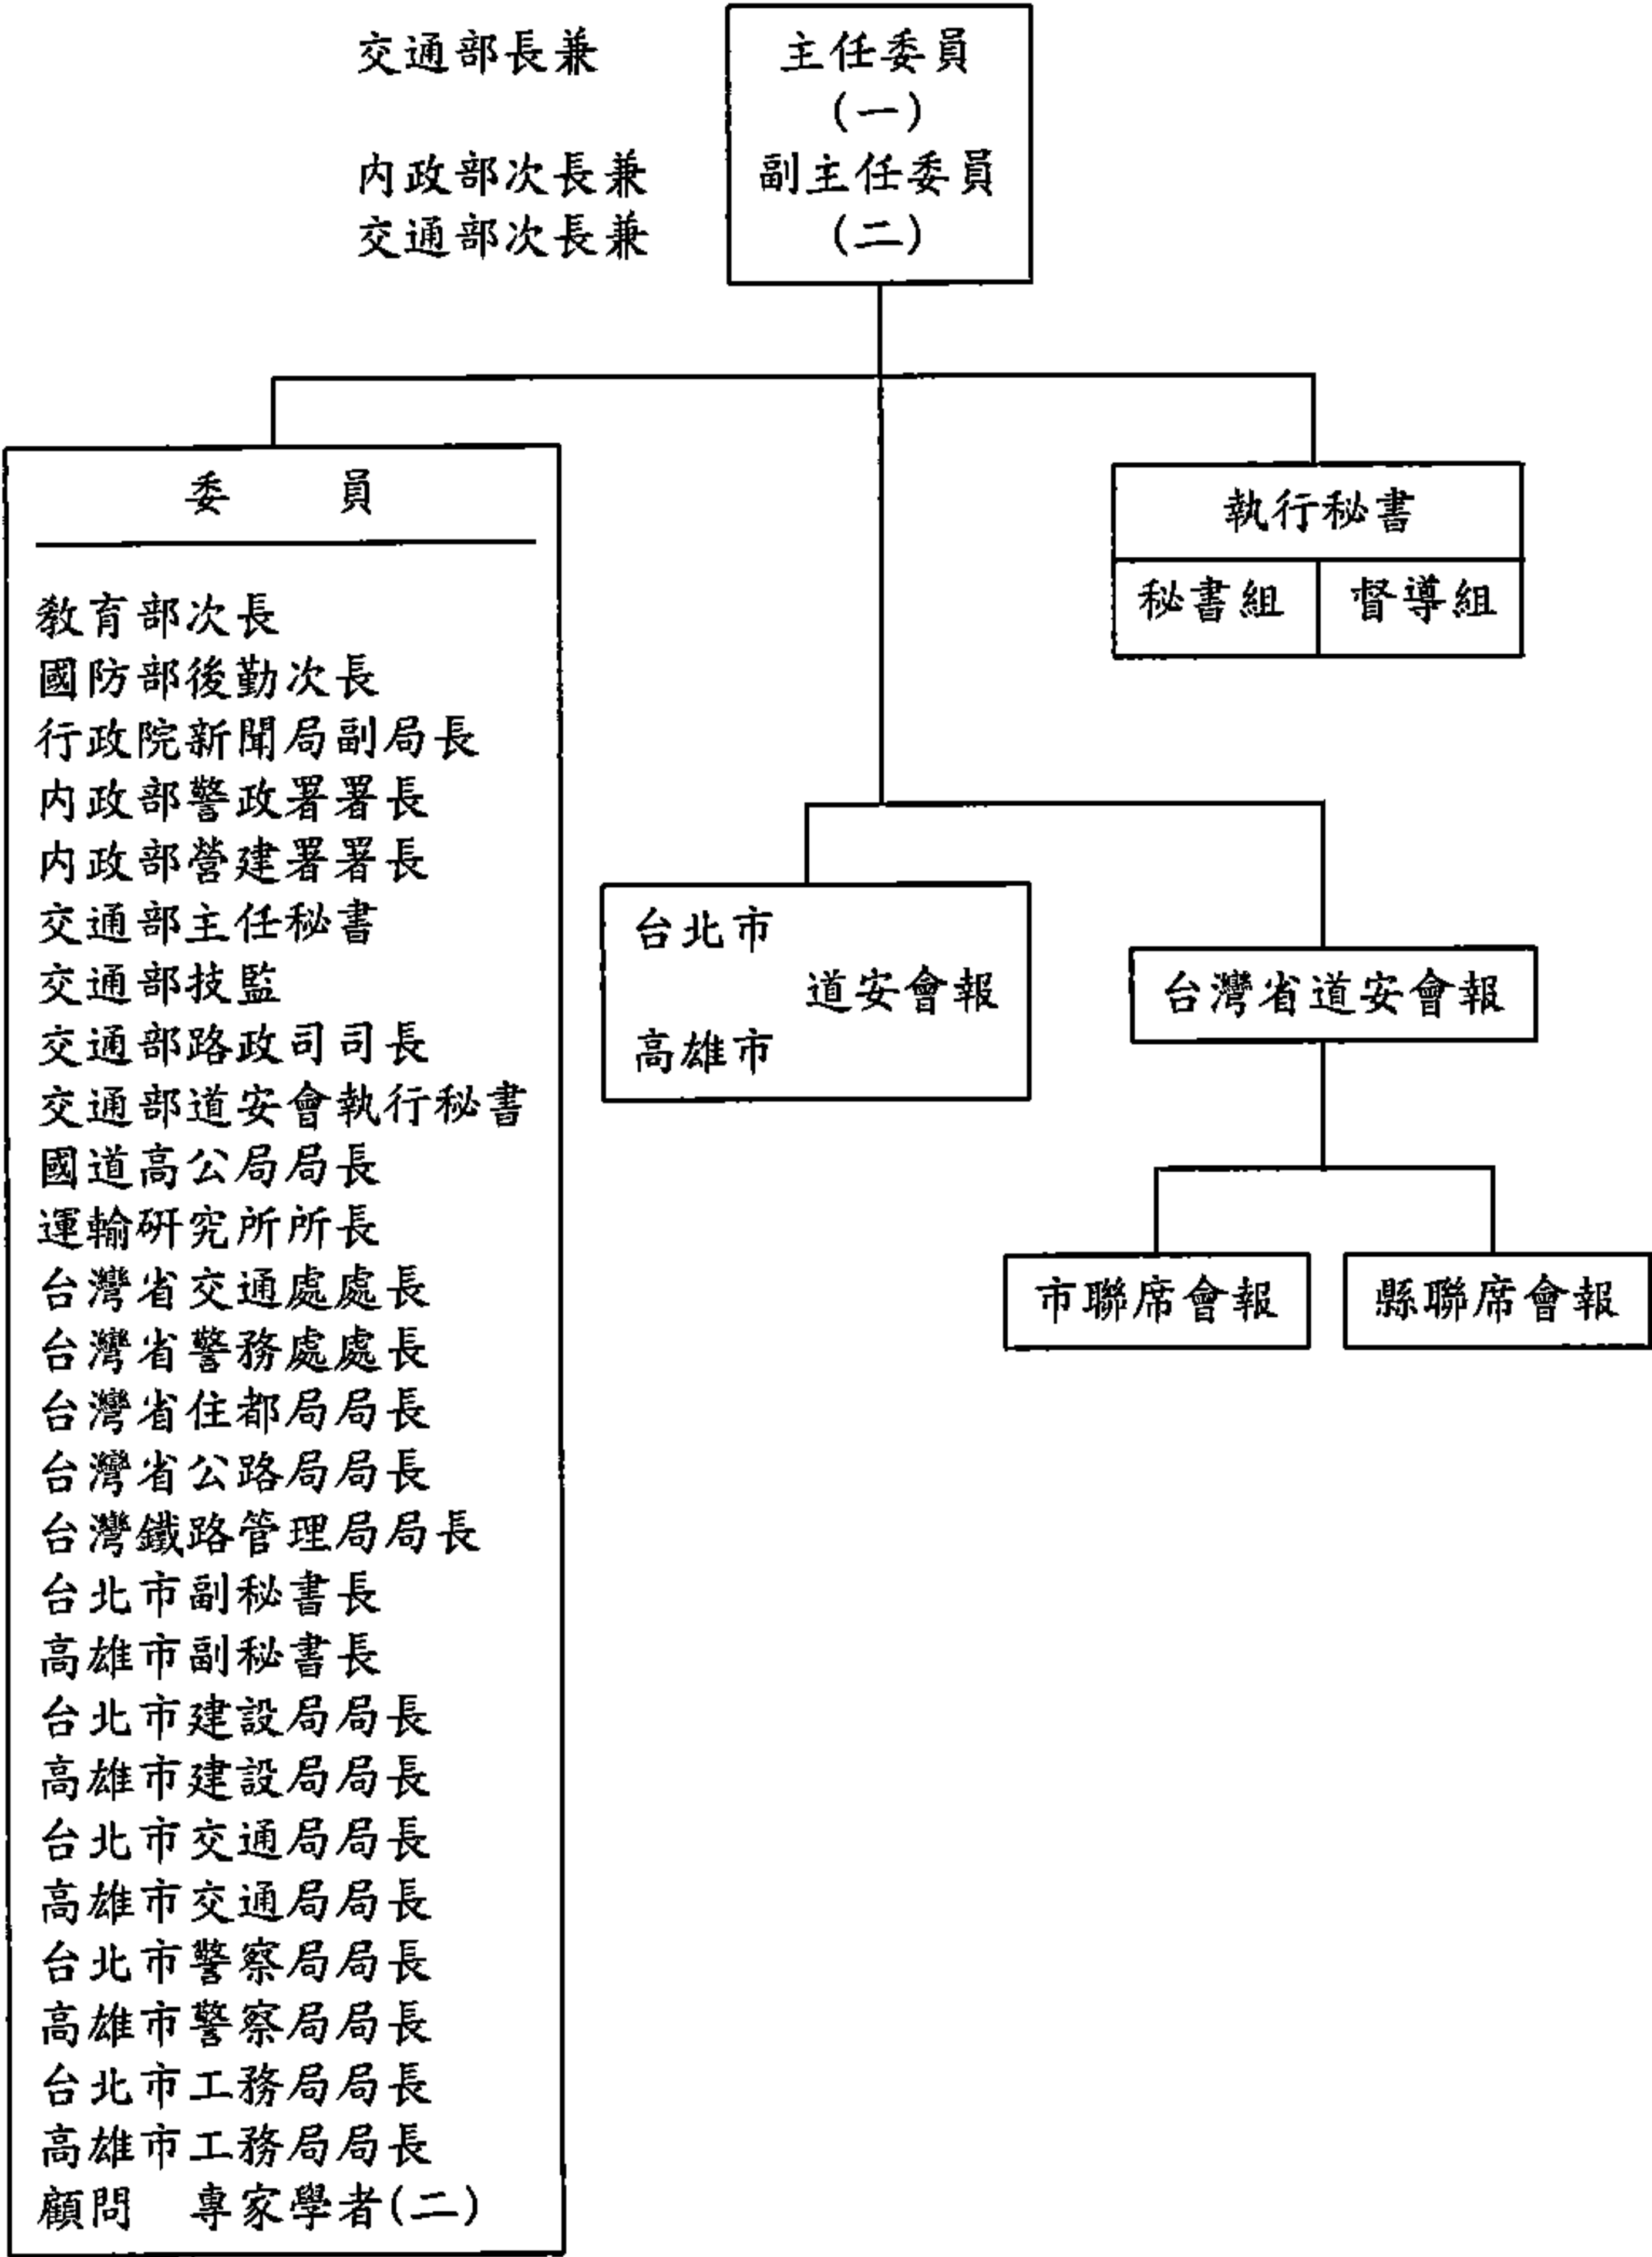 交通部長兼
主任委員
(一)
內政部次長兼
副主任委員
交通部次長兼
(二)
委　員
教育部次長
國防部後勤次長
行政院新聞局副局長
內政部警政署署長
內政部營建署署長
交通部主任秘書
交通部技監
交通部路政司司長
交通部道安會執行秘書
國道高公局局長
運輸研究所所長
台灣省交通處處長
台灣省警務處處長
台灣省住都局局長
台灣省公路局局長
台灣鐵路管理局局長
台北市副秘書長
高雄市副秘書長
台北市建設局局長
高雄市建設局局長
台北市交通局局長
高雄市交通局局長
台北市警察局局長
高雄市警察局局長
台北市工務局局長
高雄市工務局局長
顧問　專家學者(二)
執行秘書
秘書組
督導組
台北市
道安會報
高雄市
台灣省道安會報
市聯席會報
縣聯席會報